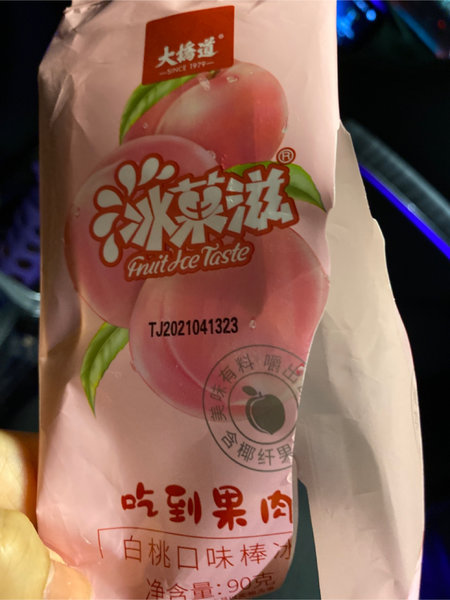 大桥道
SINCE 1979
冰菓滋®
Fruit Ice Taste
TJ2021041323
美味有料 嚼出
含椰纤果
吃到果肉
白桃口味棒冰
净含量:90克